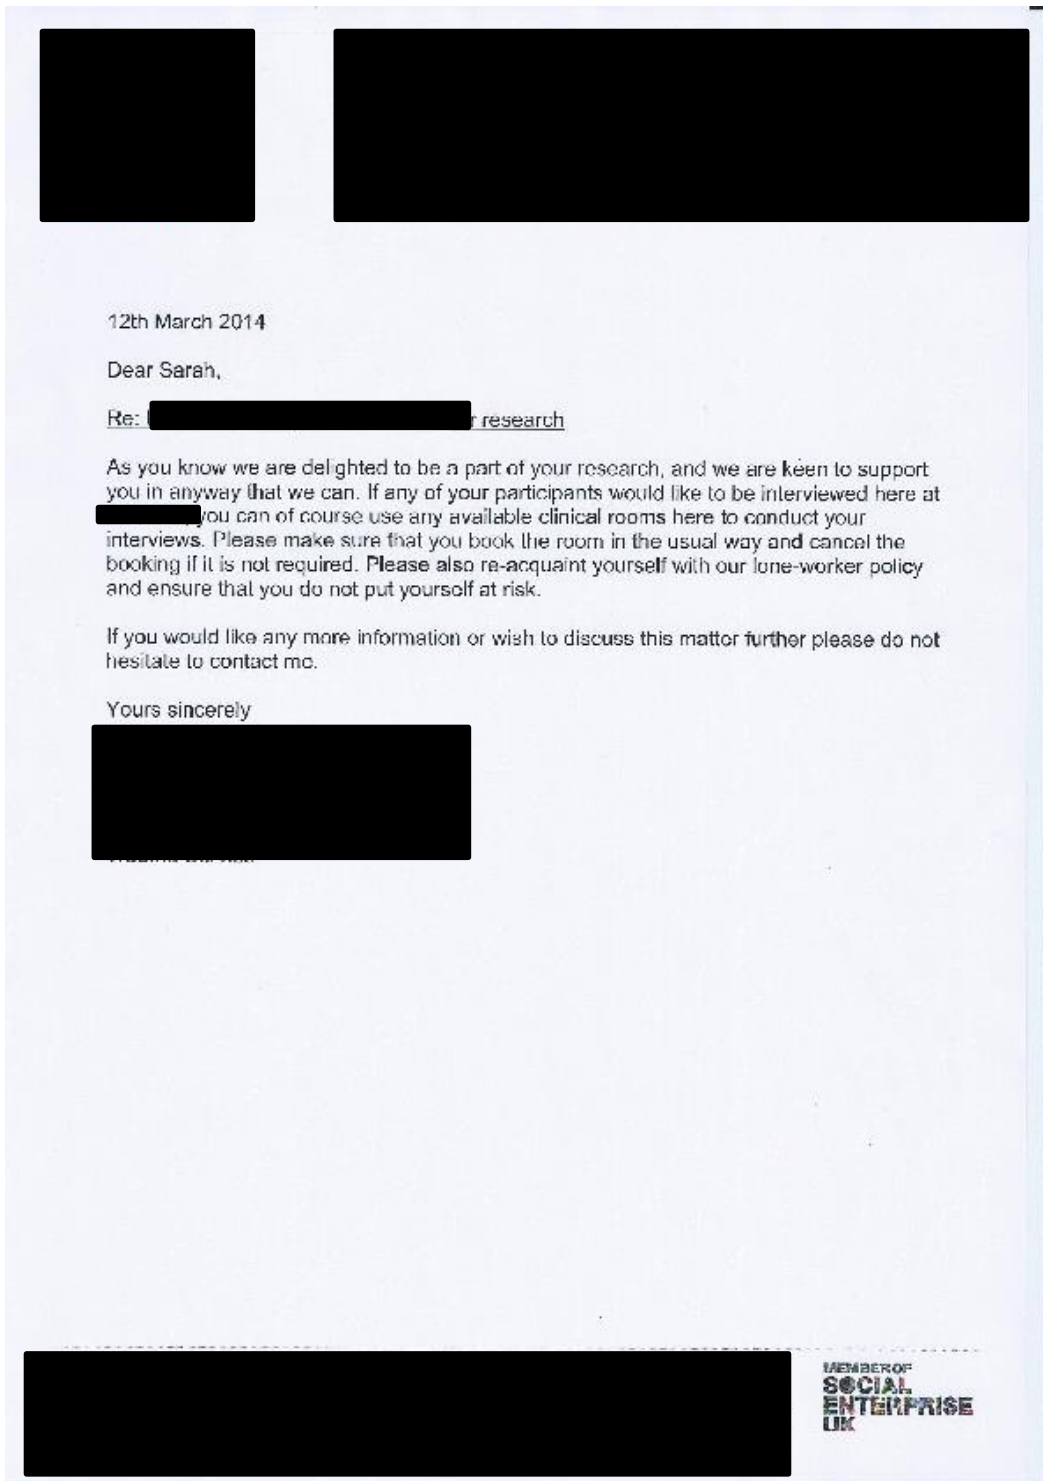 12th March 2014
Dear Sarah,
Re: research
As you know we are delighted to be a part of your research, and we are keen to support
you in anyway that we can. If any of your participants would like to be interviewed here at
you can of course use any available clinical rooms here to conduct your
interviews. Please make sure that you book the room in the usual way and cancel the
booking if it is not required. Please also re-acquaint yourself with our lone-worker policy
and ensure that you do not put yourself at risk.
If you would like any more information or wish to discuss this matter further please do not
hesitate to contact me.
Yours sincerely
MEMBER OF
SOCIAL
ENTERPRISE
UK